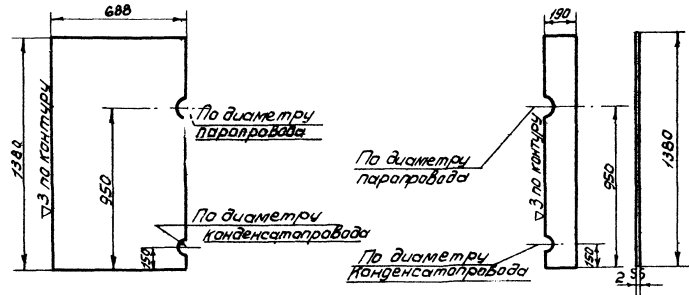 688
1380
▽3 по контуру
950
По диаметру
паропровода
По диаметру
конденсатопровода
150
190
По диаметру
паропровода
▽3 по контуру
950
1380
По диаметру
конденсатопровода
150
2